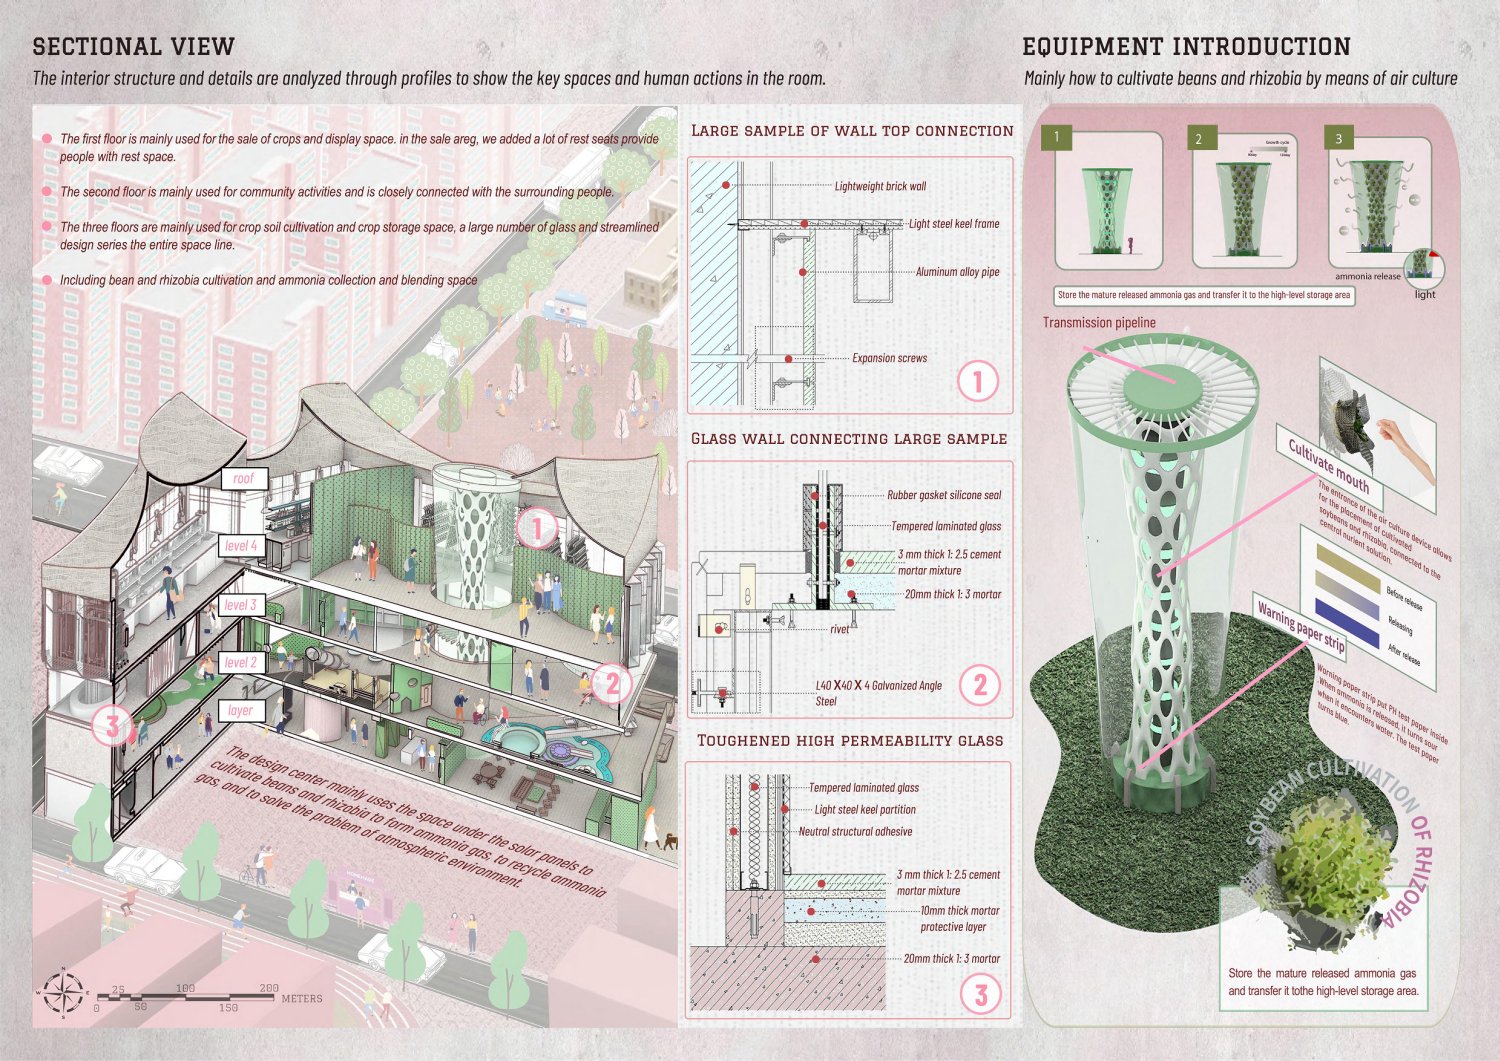 SECTIONAL VIEW
The interior structure and details are analyzed through profiles to show the key spaces and human actions in the room.
The first floor is mainly used for the sale of crops and display space. in the sale areg, we added a lot of rest seats provide
people with rest space.
The second floor is mainly used for community activities and is closely connected with the surrounding people.
The three floors are mainly used for crop soil cultivation and crop storage space, a large number of glass and streamlined
design series the entire space line.
Including bean and rhizobia cultivation and ammonia collection and blending space
roof
level 4
level 3
level 2
layer
1
2
3
The design center mainly uses the space under the solar panels to
cultivate beans and rhizobia to form ammonia gas, to recycle ammonia
gas, and to solve the problem of atmospheric environment.
N
W
E
S
0
25
50
100
150
200
METERS
LARGE SAMPLE OF WALL TOP CONNECTION
Lightweight brick wall
Light steel keel frame
Aluminum alloy pipe
Expansion screws
1
GLASS WALL CONNECTING LARGE SAMPLE
Rubber gasket silicone seal
Tempered laminated glass
3 mm thick 1: 2.5 cement
mortar mixture
20mm thick 1: 3 mortar
rivet
L40 X40 X 4 Galvanized Angle
Steel
2
TOUGHENED HIGH PERMEABILITY GLASS
Tempered laminated glass
Light steel keel partition
Neutral structural adhesive
3 mm thick 1: 2.5 cement
mortar mixture
10mm thick mortar
protective layer
20mm thick 1: 3 mortar
3
EQUIPMENT INTRODUCTION
Mainly how to cultivate beans and rhizobia by means of air culture
1
2
Growth cycle
3
ammonia release
light
Store the mature released ammonia gas and transfer it to the high-level storage area
Transmission pipeline
Cultivate mouth
The entrance of the air culture device allows
for the placement of cultivated
soybeans and rhizobia, connected to the
central nurient solution.
Before release
Releasing
After release
Warning paper strip
Warning paper strip put PH test paper inside
.When ammonia is released, it turns sour
when it encounters water. The test paper
turns blue.
SOYBEAN CULTIVATION OF RHIZOBIA
Store the mature released ammonia gas
and transfer it tothe high-level storage area.